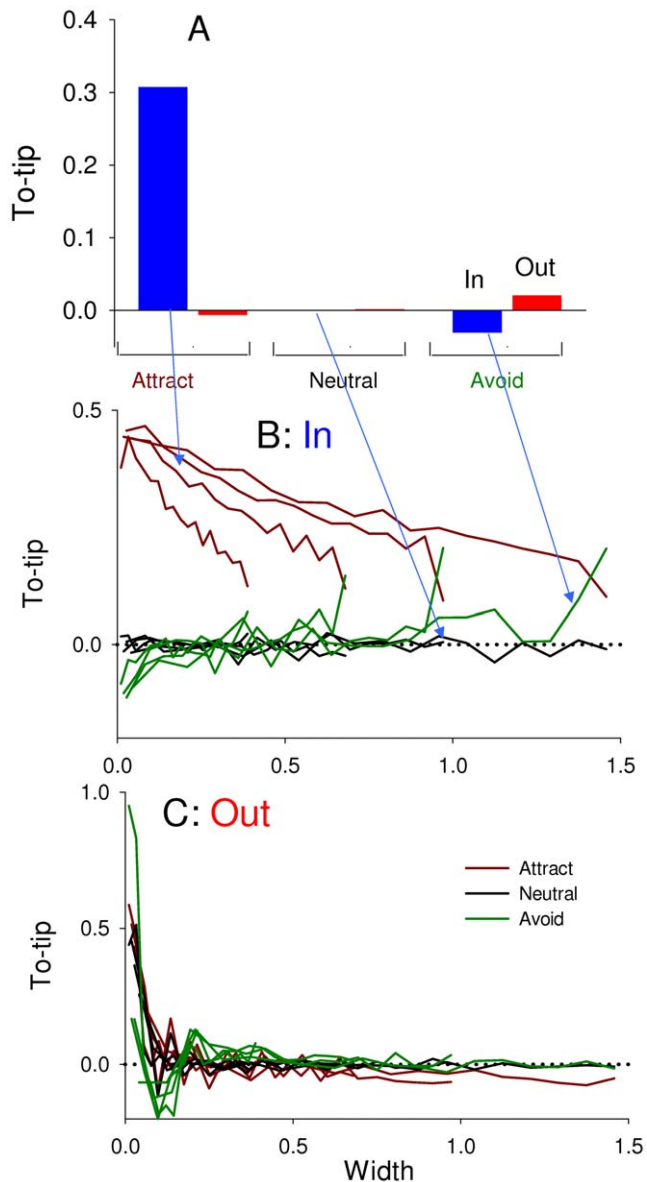 A
0.4
0.3
0.2
0.1
0.0
To-tip
In
Out
Attract
Neutral
Avoid
B: In
0.5
0.0
To-tip
0.0 0.5 1.0 1.5
C: Out
1.0
0.5
0.0
To-tip
Attract
Neutral
Avoid
0.0 0.5 1.0 1.5
Width